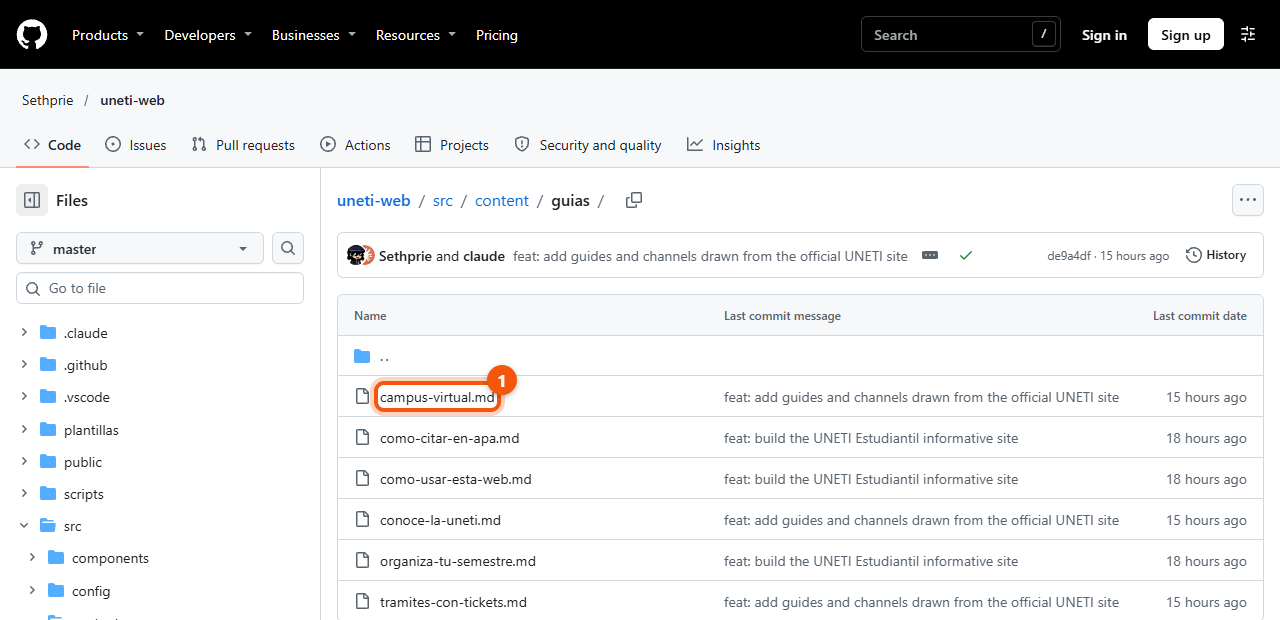 Products Developers Businesses Resources Pricing Search / Sign in Sign up
Sethprie / uneti-web
Code Issues Pull requests Actions Projects Security and quality Insights
Files
master
Go to file
.claude
.github
.vscode
plantillas
public
scripts
src
components
config
uneti-web / src / content / guias /
Sethprie and claude feat: add guides and channels drawn from the official UNETI site de9a4df · 15 hours ago History
Name Last commit message Last commit date
..
1
campus-virtual.md feat: add guides and channels drawn from the official UNETI site 15 hours ago
como-citar-en-apa.md feat: build the UNETI Estudiantil informative site 18 hours ago
como-usar-esta-web.md feat: build the UNETI Estudiantil informative site 18 hours ago
conoce-la-uneti.md feat: add guides and channels drawn from the official UNETI site 15 hours ago
organiza-tu-semestre.md feat: build the UNETI Estudiantil informative site 18 hours ago
tramites-con-tickets.md feat: add guides and channels drawn from the official UNETI site 15 hours ago